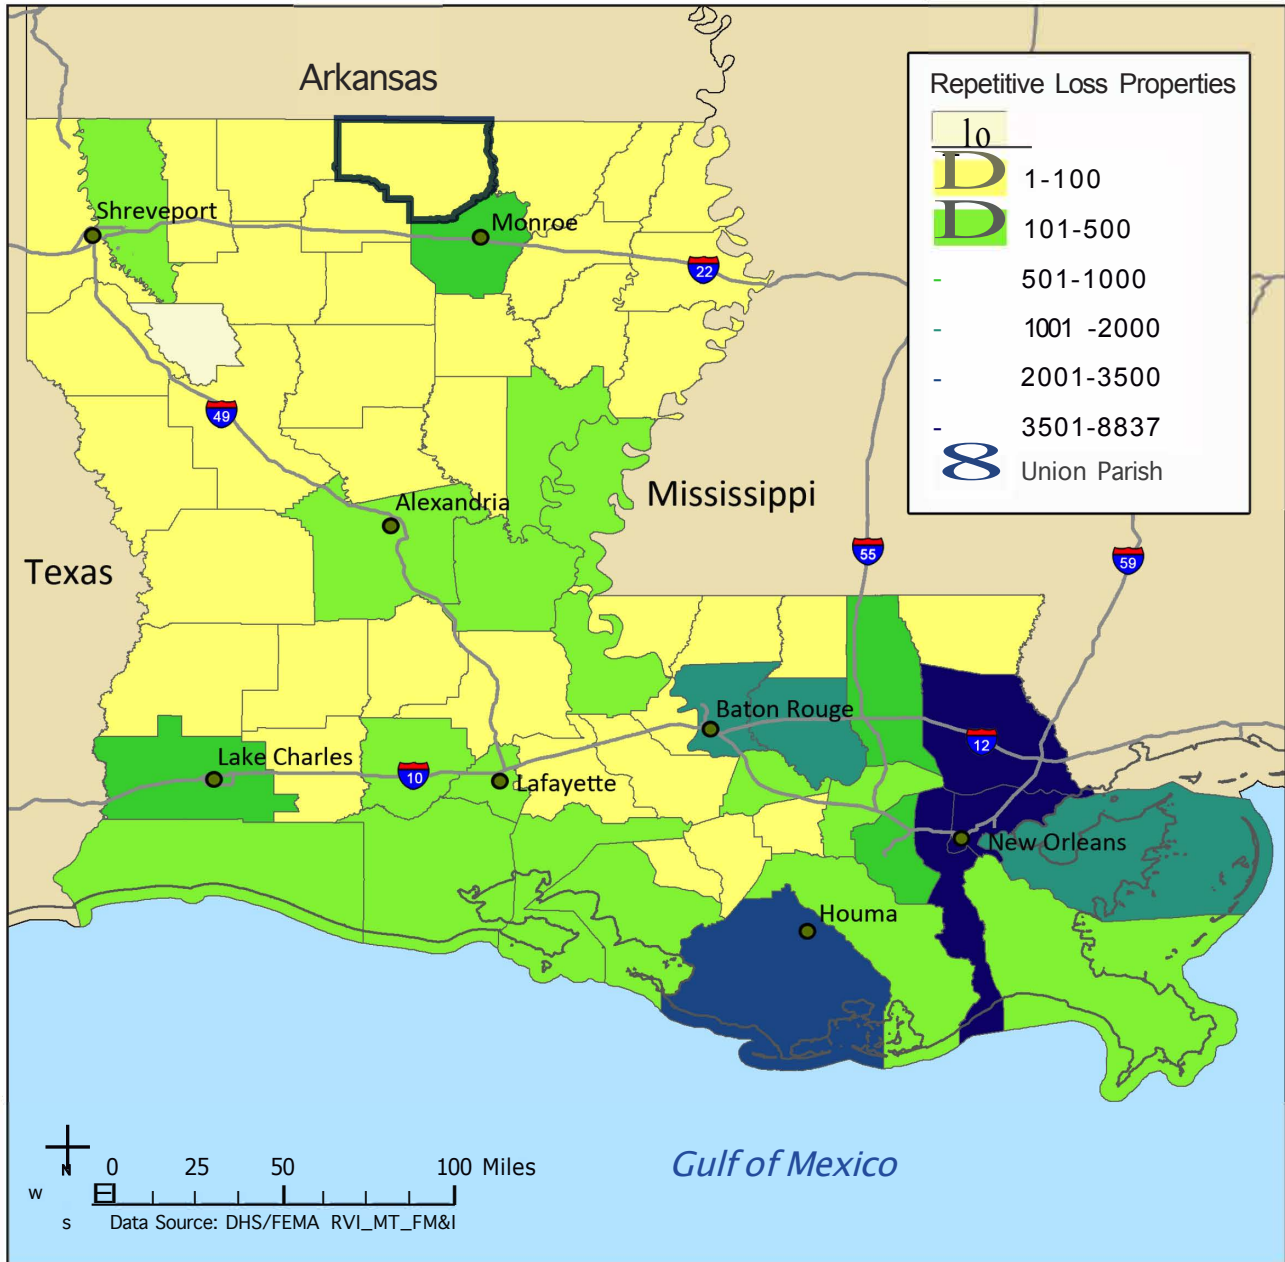 Arkansas
Repetitive Loss Properties
lo
D 1-100
D 101-500
- 501-1000
- 1001 -2000
- 2001-3500
- 3501-8837
8 Union Parish
Shreveport
Monroe
22
49
Alexandria
Mississippi
Texas
55
59
Baton Rouge
Lake Charles
12
10
Lafayette
New Orleans
Houma
Gulf of Mexico
N
W
S
0 25 50 100 Miles
Data Source: DHS/FEMA RVI_MT_FM&I